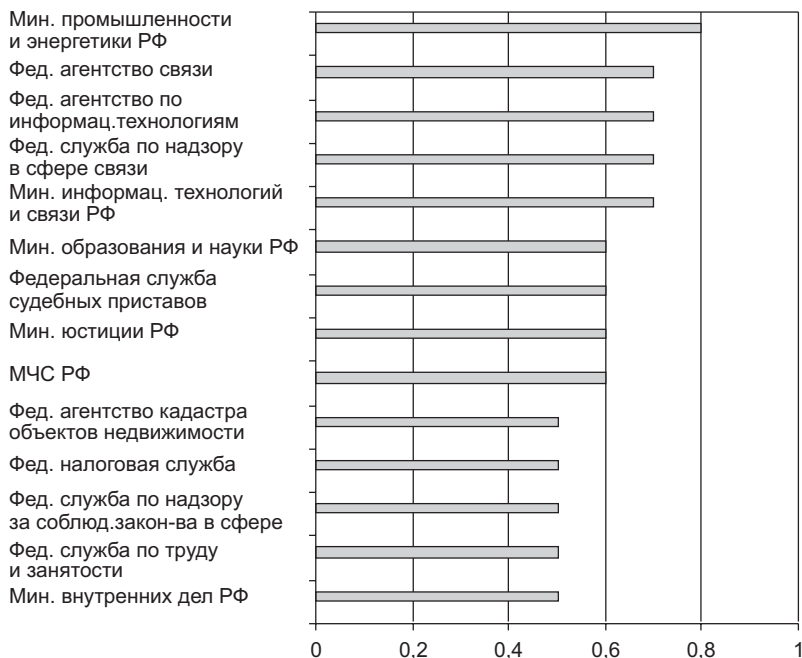 Мин. промышленности
и энергетики РФ
Фед. агентство связи
Фед. агентство по
информац.технологиям
Фед. служба по надзору
в сфере связи
Мин. информац. технологий
и связи РФ
Мин. образования и науки РФ
Федеральная служба
судебных приставов
Мин. юстиции РФ
МЧС РФ
Фед. агентство кадастра
объектов недвижимости
Фед. налоговая служба
Фед. служба по надзору
за соблюд.закон-ва в сфере
Фед. служба по труду
и занятости
Мин. внутренних дел РФ
0 0,2 0,4 0,6 0,8 1